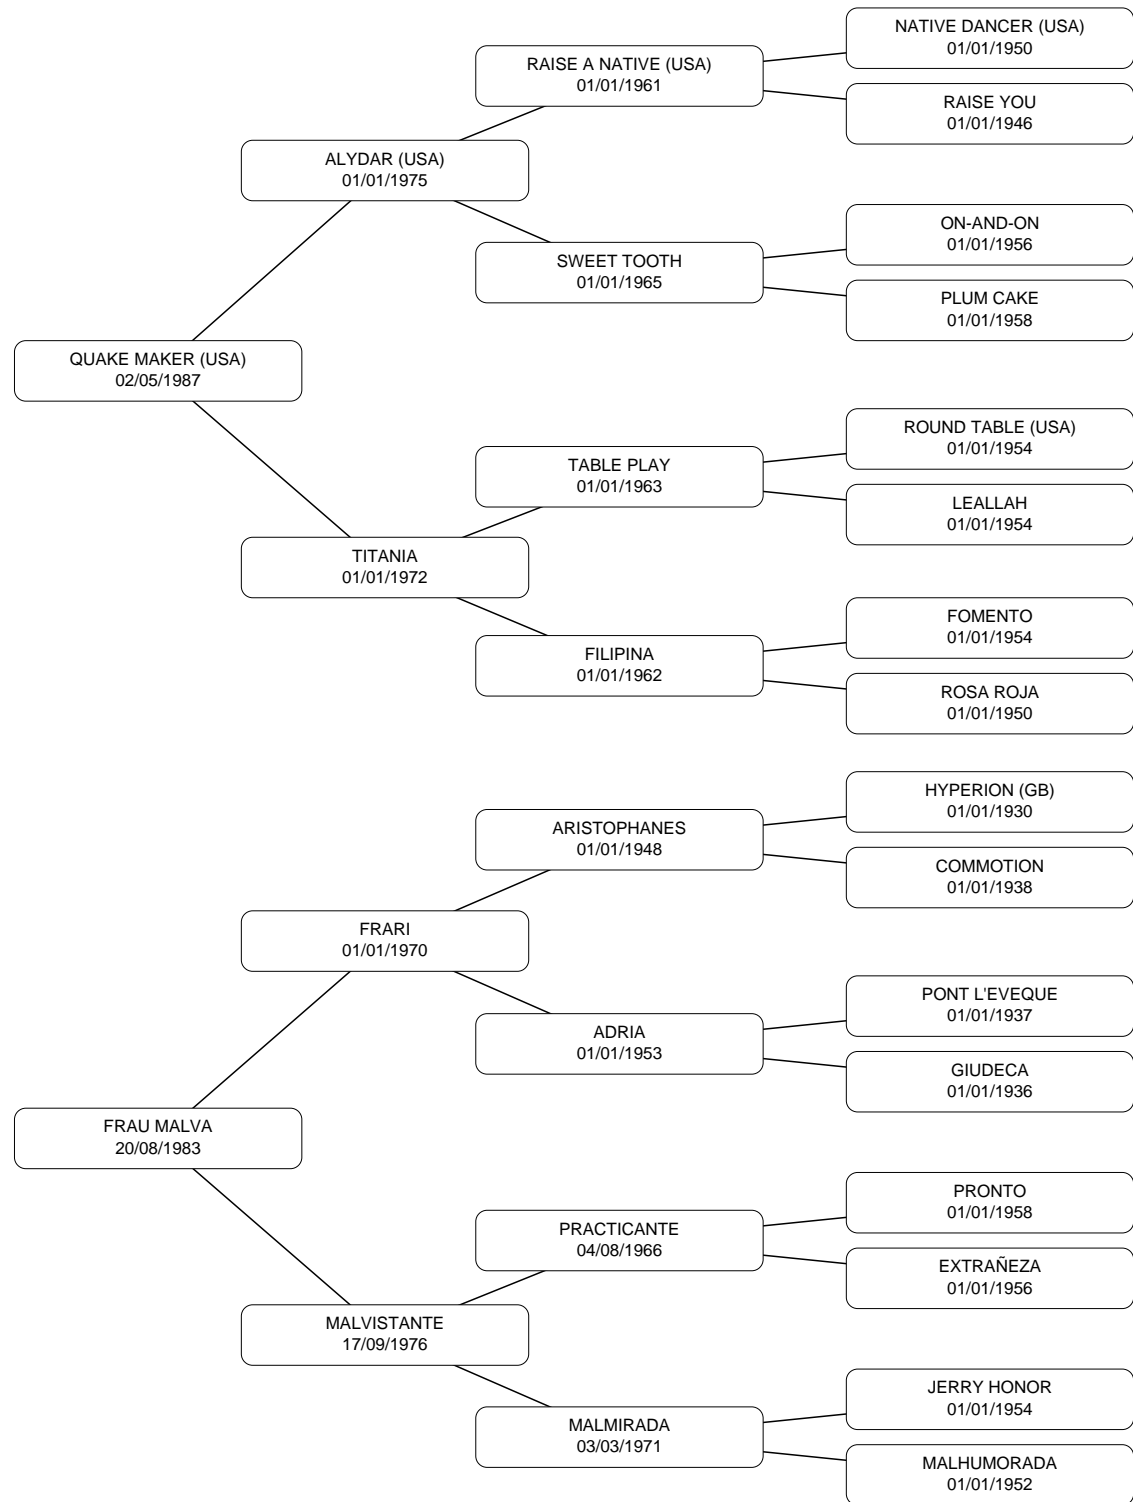 NATIVE DANCER (USA)
01/01/1950
RAISE A NATIVE (USA)
01/01/1961
RAISE YOU
01/01/1946
ALYDAR (USA)
01/01/1975
ON-AND-ON
01/01/1956
SWEET TOOTH
01/01/1965
PLUM CAKE
01/01/1958
QUAKE MAKER (USA)
02/05/1987
ROUND TABLE (USA)
01/01/1954
TABLE PLAY
01/01/1963
LEALLAH
01/01/1954
TITANIA
01/01/1972
FOMENTO
01/01/1954
FILIPINA
01/01/1962
ROSA ROJA
01/01/1950
HYPERION (GB)
01/01/1930
ARISTOPHANES
01/01/1948
COMMOTION
01/01/1938
FRARI
01/01/1970
PONT L'EVEQUE
01/01/1937
ADRIA
01/01/1953
GIUDECA
01/01/1936
FRAU MALVA
20/08/1983
PRONTO
01/01/1958
PRACTICANTE
04/08/1966
EXTRAÑEZA
01/01/1956
MALVISTANTE
17/09/1976
JERRY HONOR
01/01/1954
MALMIRADA
03/03/1971
MALHUMORADA
01/01/1952